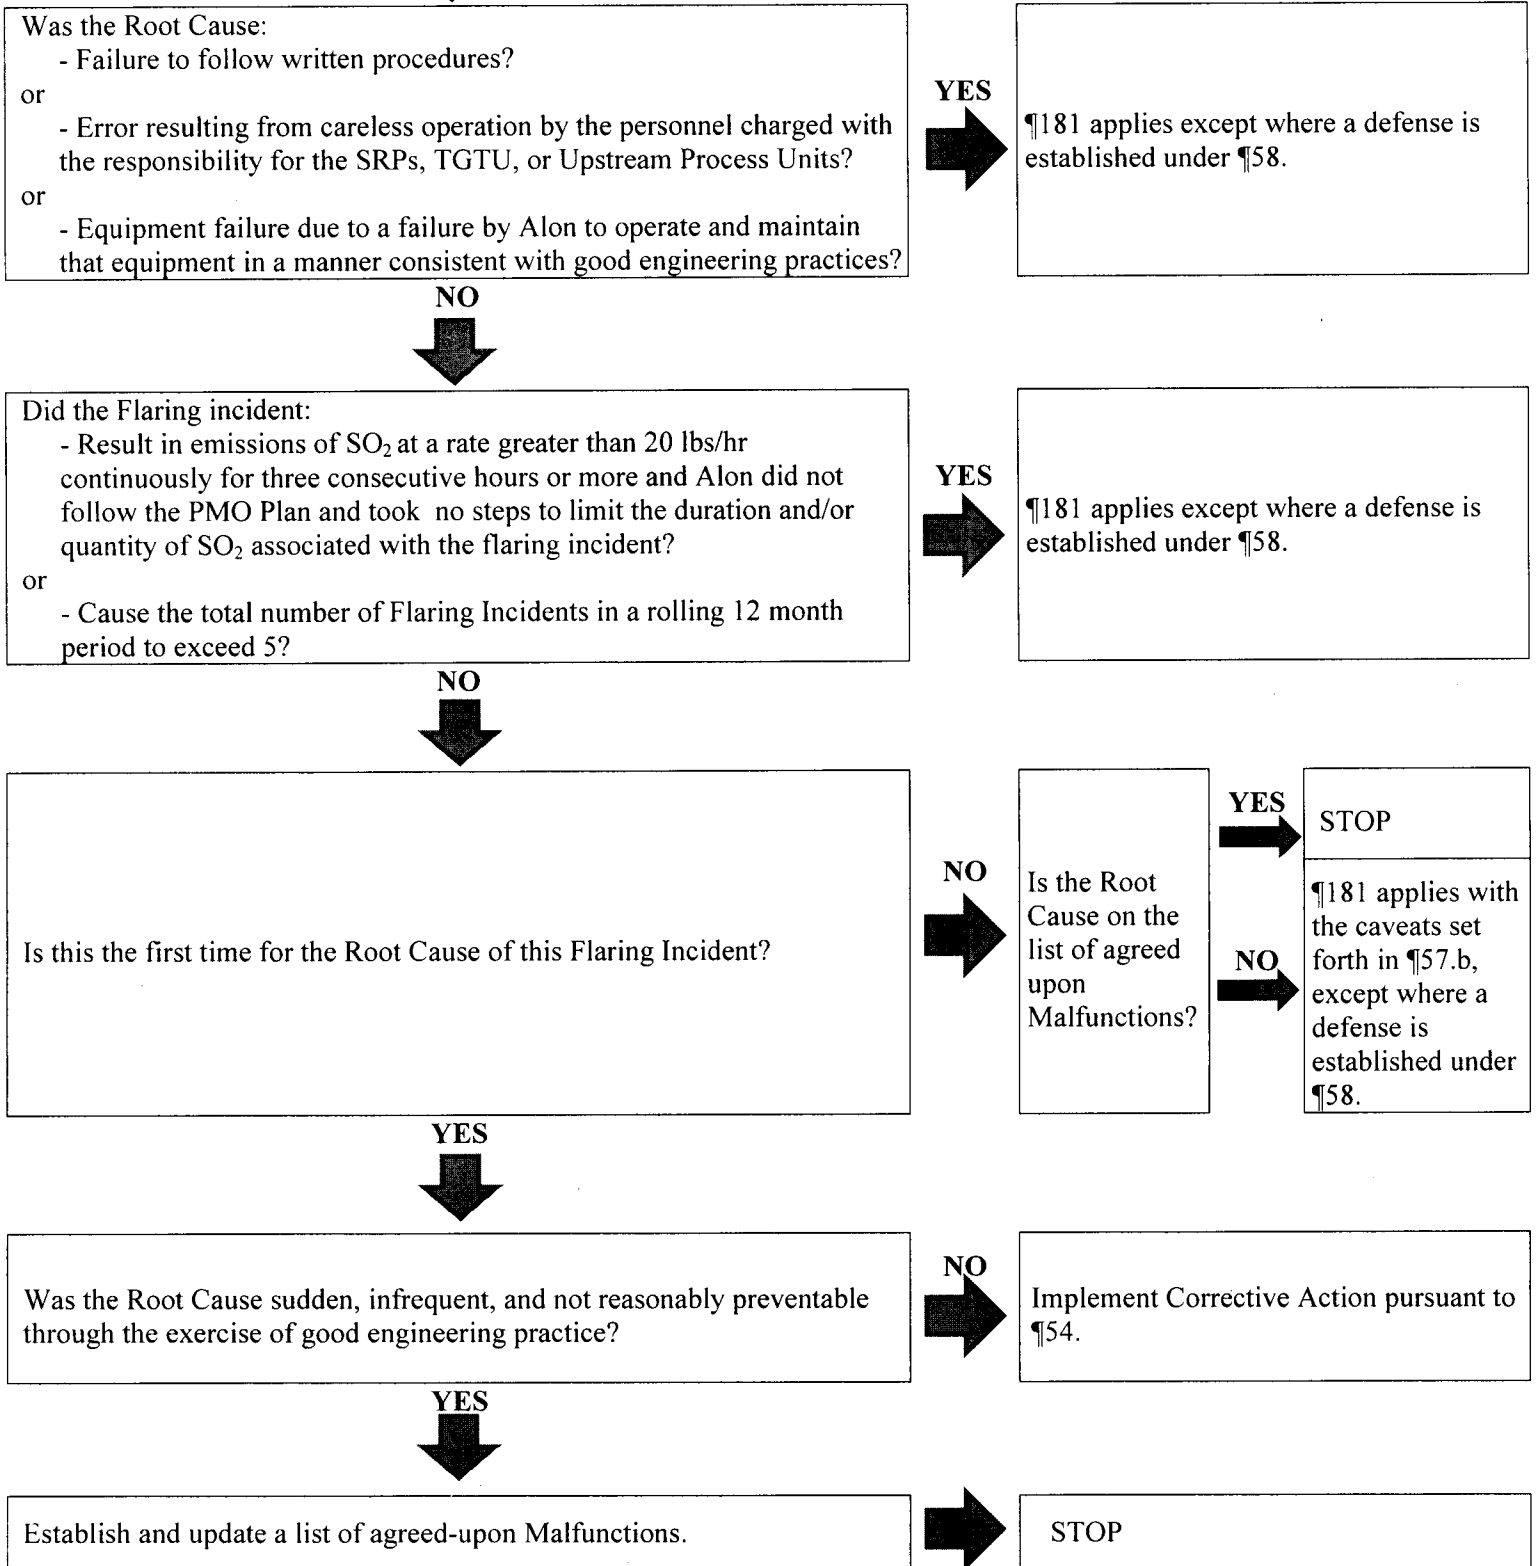 Was the Root Cause:
- Failure to follow written procedures?
or
- Error resulting from careless operation by the personnel charged with
the responsibility for the SRPs, TGTU, or Upstream Process Units?
or
- Equipment failure due to a failure by Alon to operate and maintain
that equipment in a manner consistent with good engineering practices?
YES
¶181 applies except where a defense is
established under ¶58.
NO
Did the Flaring incident:
- Result in emissions of SO₂ at a rate greater than 20 lbs/hr
continuously for three consecutive hours or more and Alon did not
follow the PMO Plan and took no steps to limit the duration and/or
quantity of SO₂ associated with the flaring incident?
or
- Cause the total number of Flaring Incidents in a rolling 12 month
period to exceed 5?
YES
¶181 applies except where a defense is
established under ¶58.
NO
Is this the first time for the Root Cause of this Flaring Incident?
NO
Is the Root
Cause on the
list of agreed
upon
Malfunctions?
YES
STOP
NO
¶181 applies with
the caveats set
forth in ¶57.b,
except where a
defense is
established under
¶58.
YES
Was the Root Cause sudden, infrequent, and not reasonably preventable
through the exercise of good engineering practice?
NO
Implement Corrective Action pursuant to
¶54.
YES
Establish and update a list of agreed-upon Malfunctions.
STOP